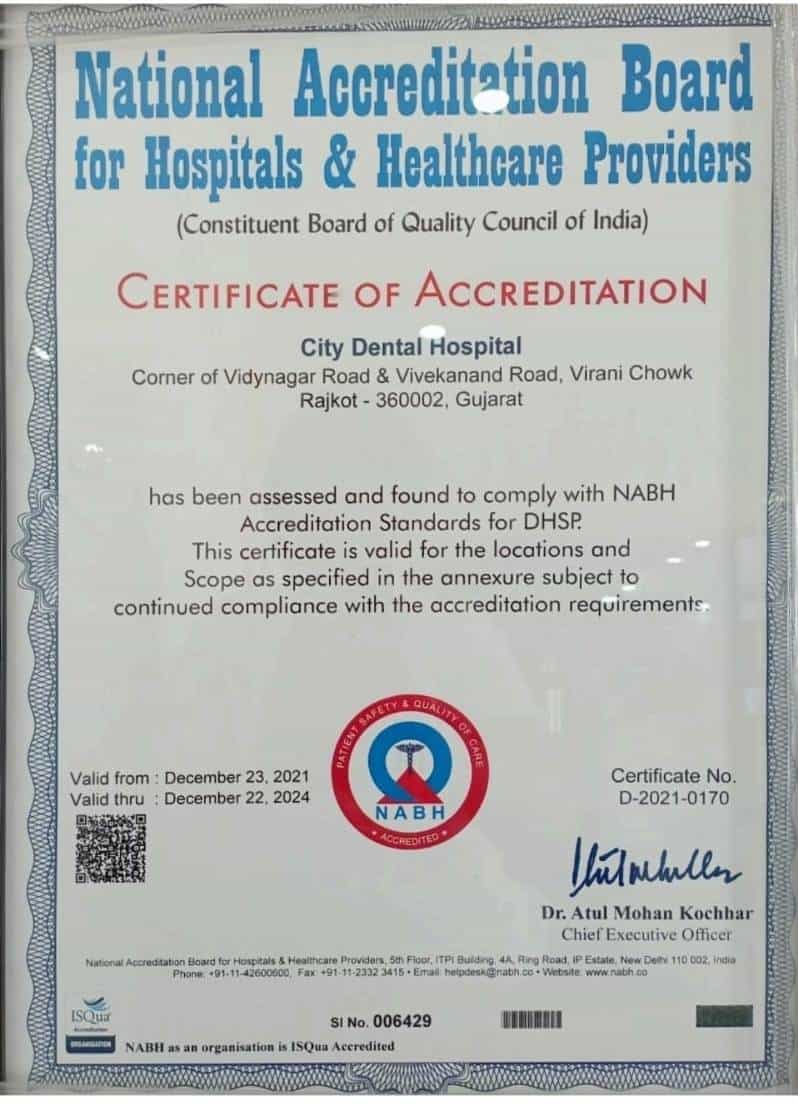 National Accreditation Board
for Hospitals & Healthcare Providers
(Constituent Board of Quality Council of India)
CERTIFICATE OF ACCREDITATION
City Dental Hospital
Corner of Vidynagar Road & Vivekanand Road, Virani Chowk
Rajkot - 360002, Gujarat
has been assessed and found to comply with NABH
Accreditation Standards for DHSP.
This certificate is valid for the locations and
Scope as specified in the annexure subject to
continued compliance with the accreditation requirements.
PATIENT SAFETY & QUALITY OF CARE
NABH
• ACCREDITED •
Valid from : December 23, 2021
Valid thru : December 22, 2024
Certificate No.
D-2021-0170
Dr. Atul Mohan Kochhar
Chief Executive Officer
National Accreditation Board for Hospitals & Healthcare Providers, 5th Floor, ITPI Building, 4A, Ring Road, IP Estate, New Delhi 110 002, India
Phone: +91-11-42600600, Fax: +91-11-2332 3415 • Email: helpdesk@nabh.co • Website: www.nabh.co
ISQua
Accreditation
ORGANISATION
SI No. 006429
NABH as an organisation is ISQua Accredited